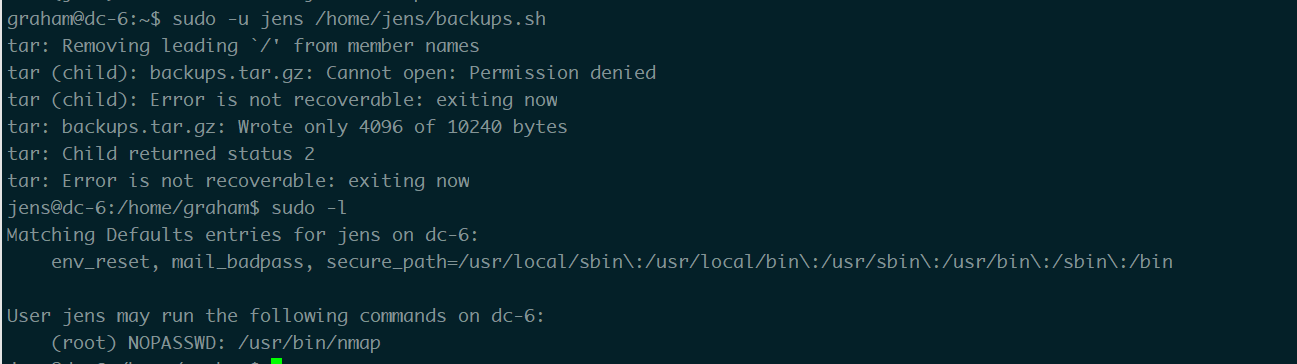 graham@dc-6:~$ sudo -u jens /home/jens/backups.sh
tar: Removing leading `/' from member names
tar (child): backups.tar.gz: Cannot open: Permission denied
tar (child): Error is not recoverable: exiting now
tar: backups.tar.gz: Wrote only 4096 of 10240 bytes
tar: Child returned status 2
tar: Error is not recoverable: exiting now
jens@dc-6:/home/graham$ sudo -l
Matching Defaults entries for jens on dc-6:
    env_reset, mail_badpass, secure_path=/usr/local/sbin\:/usr/local/bin\:/usr/sbin\:/usr/bin\:/sbin\:/bin

User jens may run the following commands on dc-6:
    (root) NOPASSWD: /usr/bin/nmap